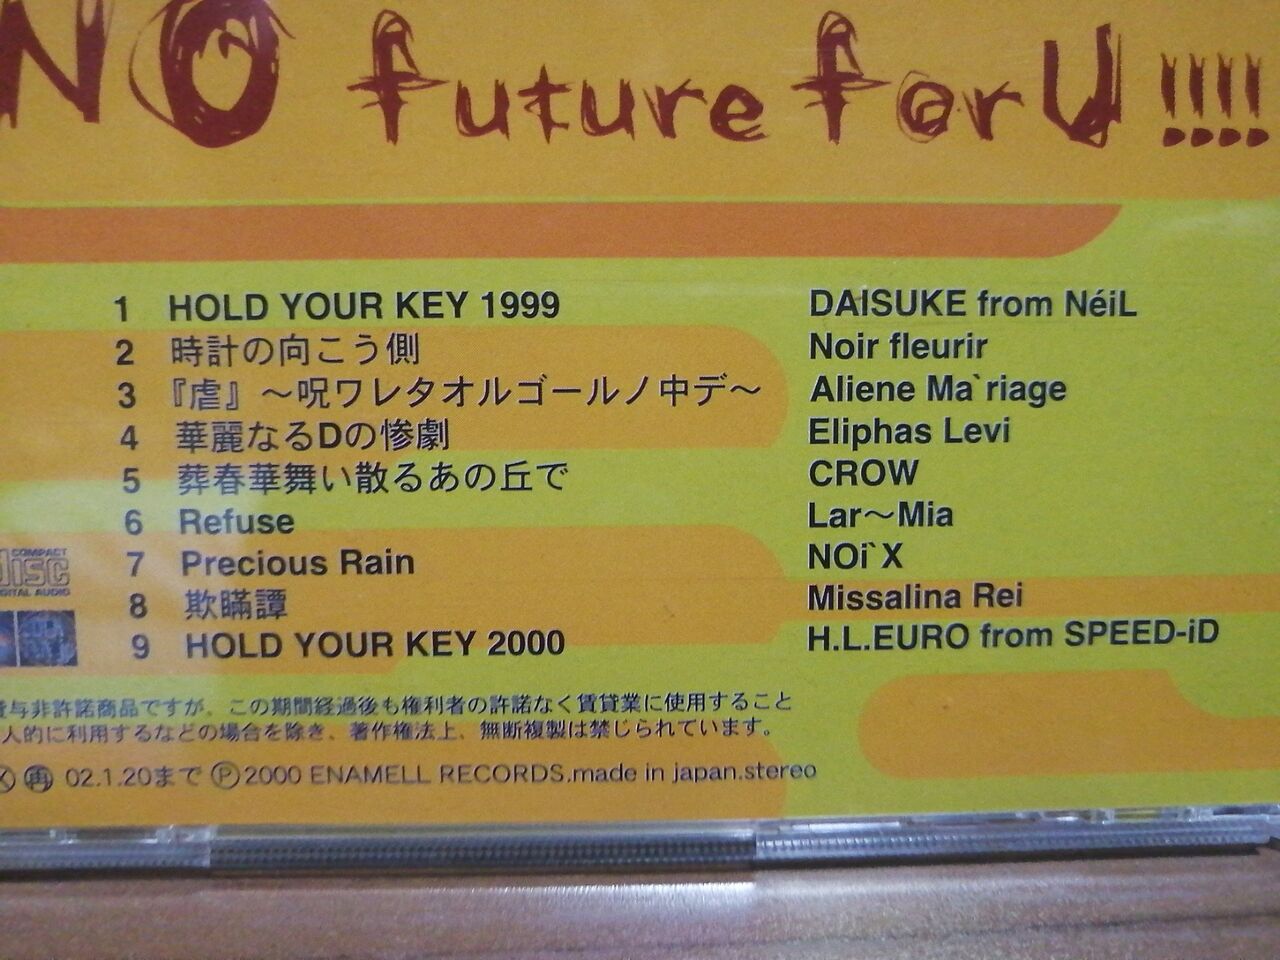 NO future for U !!!!
1 HOLD YOUR KEY 1999 DAISUKE from NéiL
2 時計の向こう側 Noir fleurir
3 『虐』 〜呪ワレタオルゴールノ中デ〜 Aliene Ma`riage
4 華麗なるDの惨劇 Eliphas Levi
5 葬春華舞い散るあの丘で CROW
6 Refuse Lar〜Mia
7 Precious Rain NOi`X
8 欺瞞譚 Missalina Rei
9 HOLD YOUR KEY 2000 H.L.EURO from SPEED-iD
COMPACT
disc
DIGITAL AUDIO
貸与非許諾商品ですが、この期間経過後も権利者の許諾なく賃貸業に使用すること
人的に利用するなどの場合を除き、著作権法上、無断複製は禁じられています。
X 再 02.1.20まで Ⓟ2000 ENAMELL RECORDS.made in japan.stereo